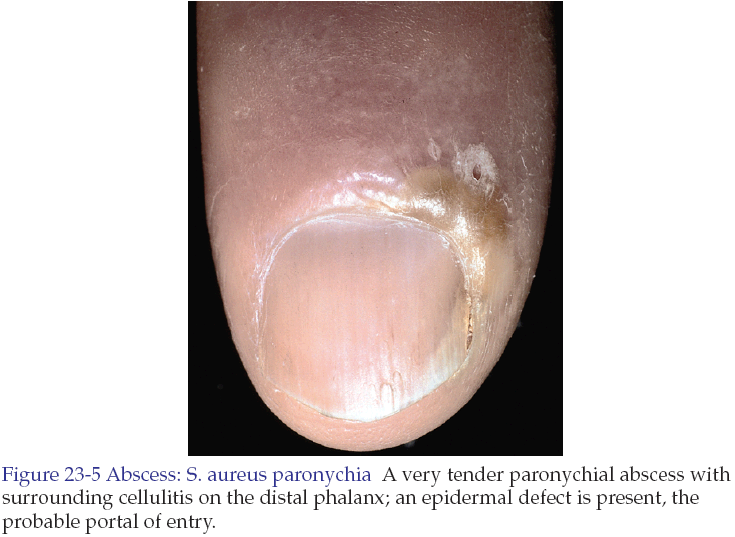 Figure 23-5 Abscess: S. aureus paronychia A very tender paronychial abscess with
surrounding cellulitis on the distal phalanx; an epidermal defect is present, the
probable portal of entry.